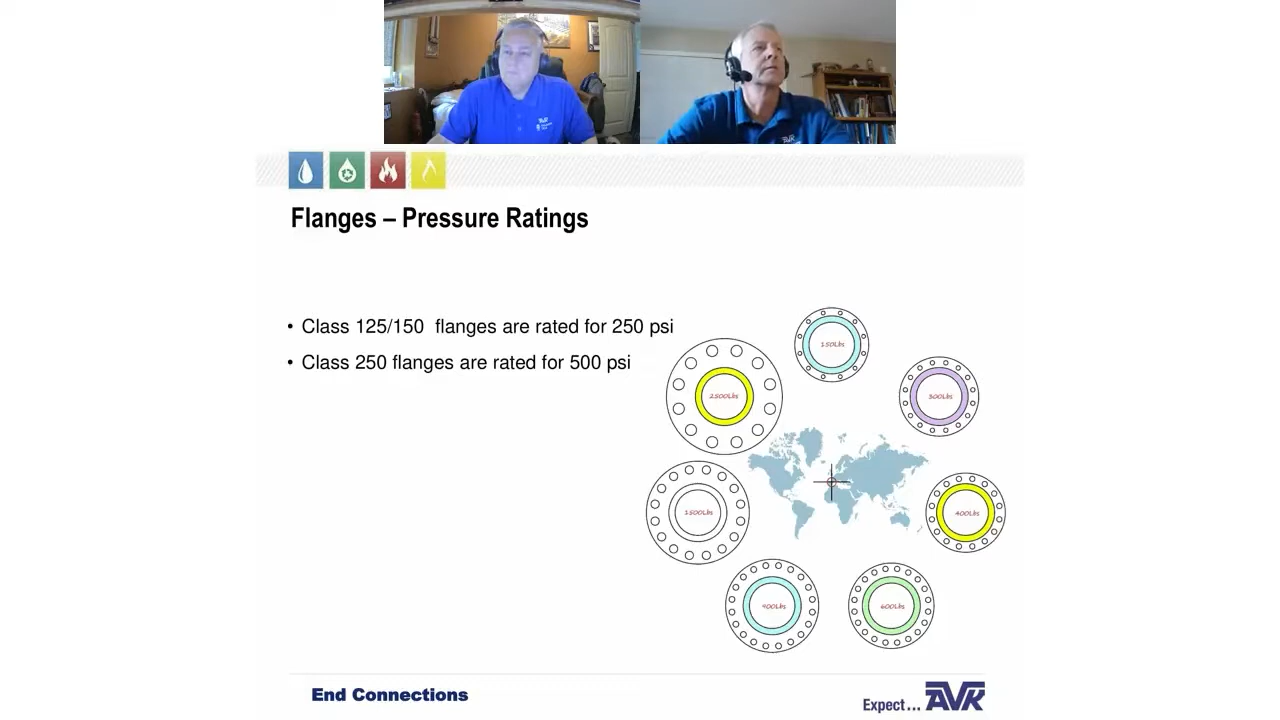 AVK
Flanges – Pressure Ratings
• Class 125/150 flanges are rated for 250 psi
• Class 250 flanges are rated for 500 psi
150Lbs
2500Lbs
300Lbs
1500Lbs
400Lbs
900Lbs
600Lbs
End Connections
Expect... AVK